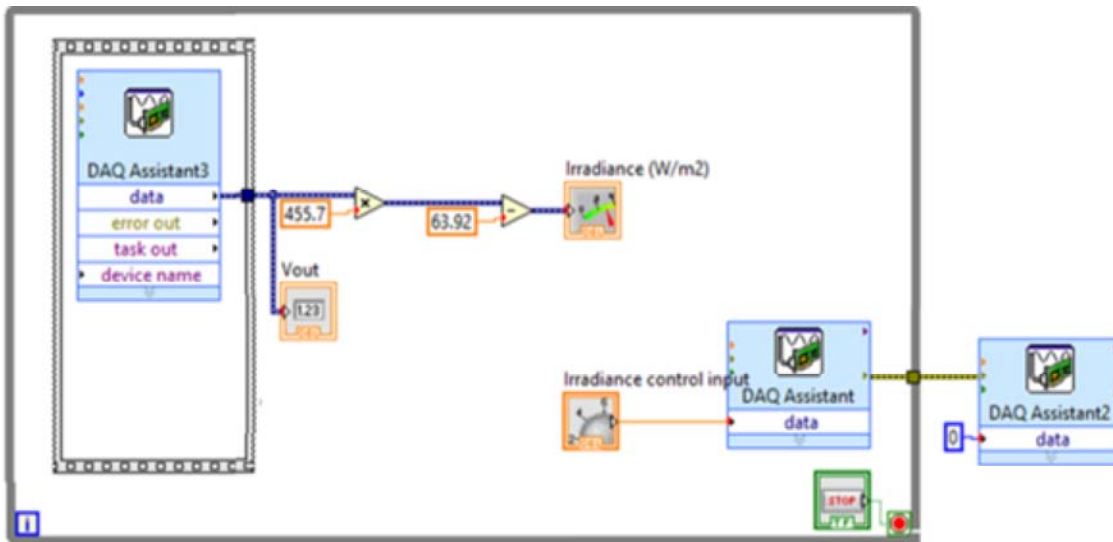 DAQ Assistant3
data
error out
task out
device name
455.7
63.92
Irradiance (W/m2)
Vout
1.23
Irradiance control input
DAQ Assistant
data
DAQ Assistant2
0
data
STOP
TF
i